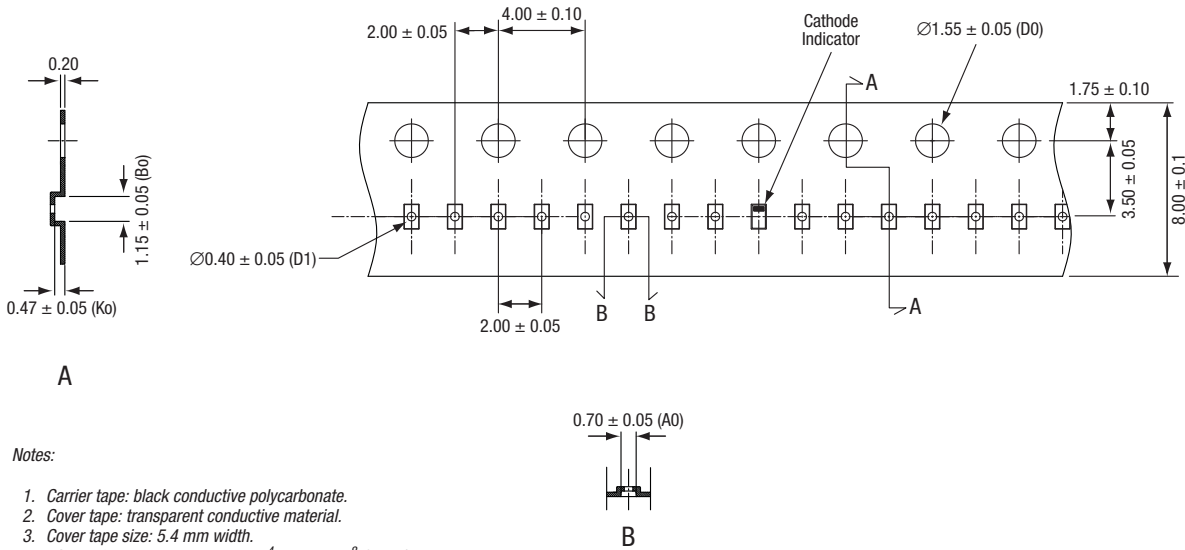 4.00 ± 0.10
2.00 ± 0.05
Cathode
Indicator
∅1.55 ± 0.05 (D0)
0.20
A
1.75 ± 0.10
1.15 ± 0.05 (Bo)
3.50 ± 0.05
8.00 ± 0.1
∅0.40 ± 0.05 (D1)
0.47 ± 0.05 (Ko)
B
B
A
2.00 ± 0.05
A
0.70 ± 0.05 (A0)
B
Notes:
1. Carrier tape: black conductive polycarbonate.
2. Cover tape: transparent conductive material.
3. Cover tape size: 5.4 mm width.